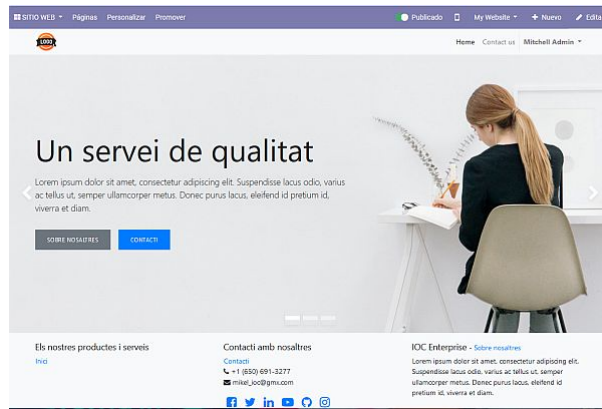 SITIO WEB Páginas Personalizar Promover Publicado My Website + Nuevo Edita
LOGO Home Contact us Mitchell Admin
Un servei de qualitat
Lorem ipsum dolor sit amet, consectetur adipiscing elit. Suspendisse lacus odio, varius
ac tellus ut, semper ullamcorper metus. Donec purus lacus, eleifend id pretium id,
viverra et diam.
SOBRE NOSALTRES CONTACTI
Els nostres productes i serveis
Inici
Contacti amb nosaltres
Contacti
+1 (650) 691-3277
mikel_ioc@gmx.com
IOC Enterprise - Sobre nosaltres
Lorem ipsum dolor sit amet, consectetur adipiscing elit.
Suspendisse lacus odio, varius ac tellus ut, semper
ullamcorper metus. Donec purus lacus, eleifend id
pretium id, viverra et diam.